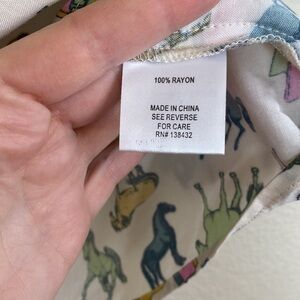 100% RAYON
MADE IN CHINA
SEE REVERSE
FOR CARE
RN# 138432